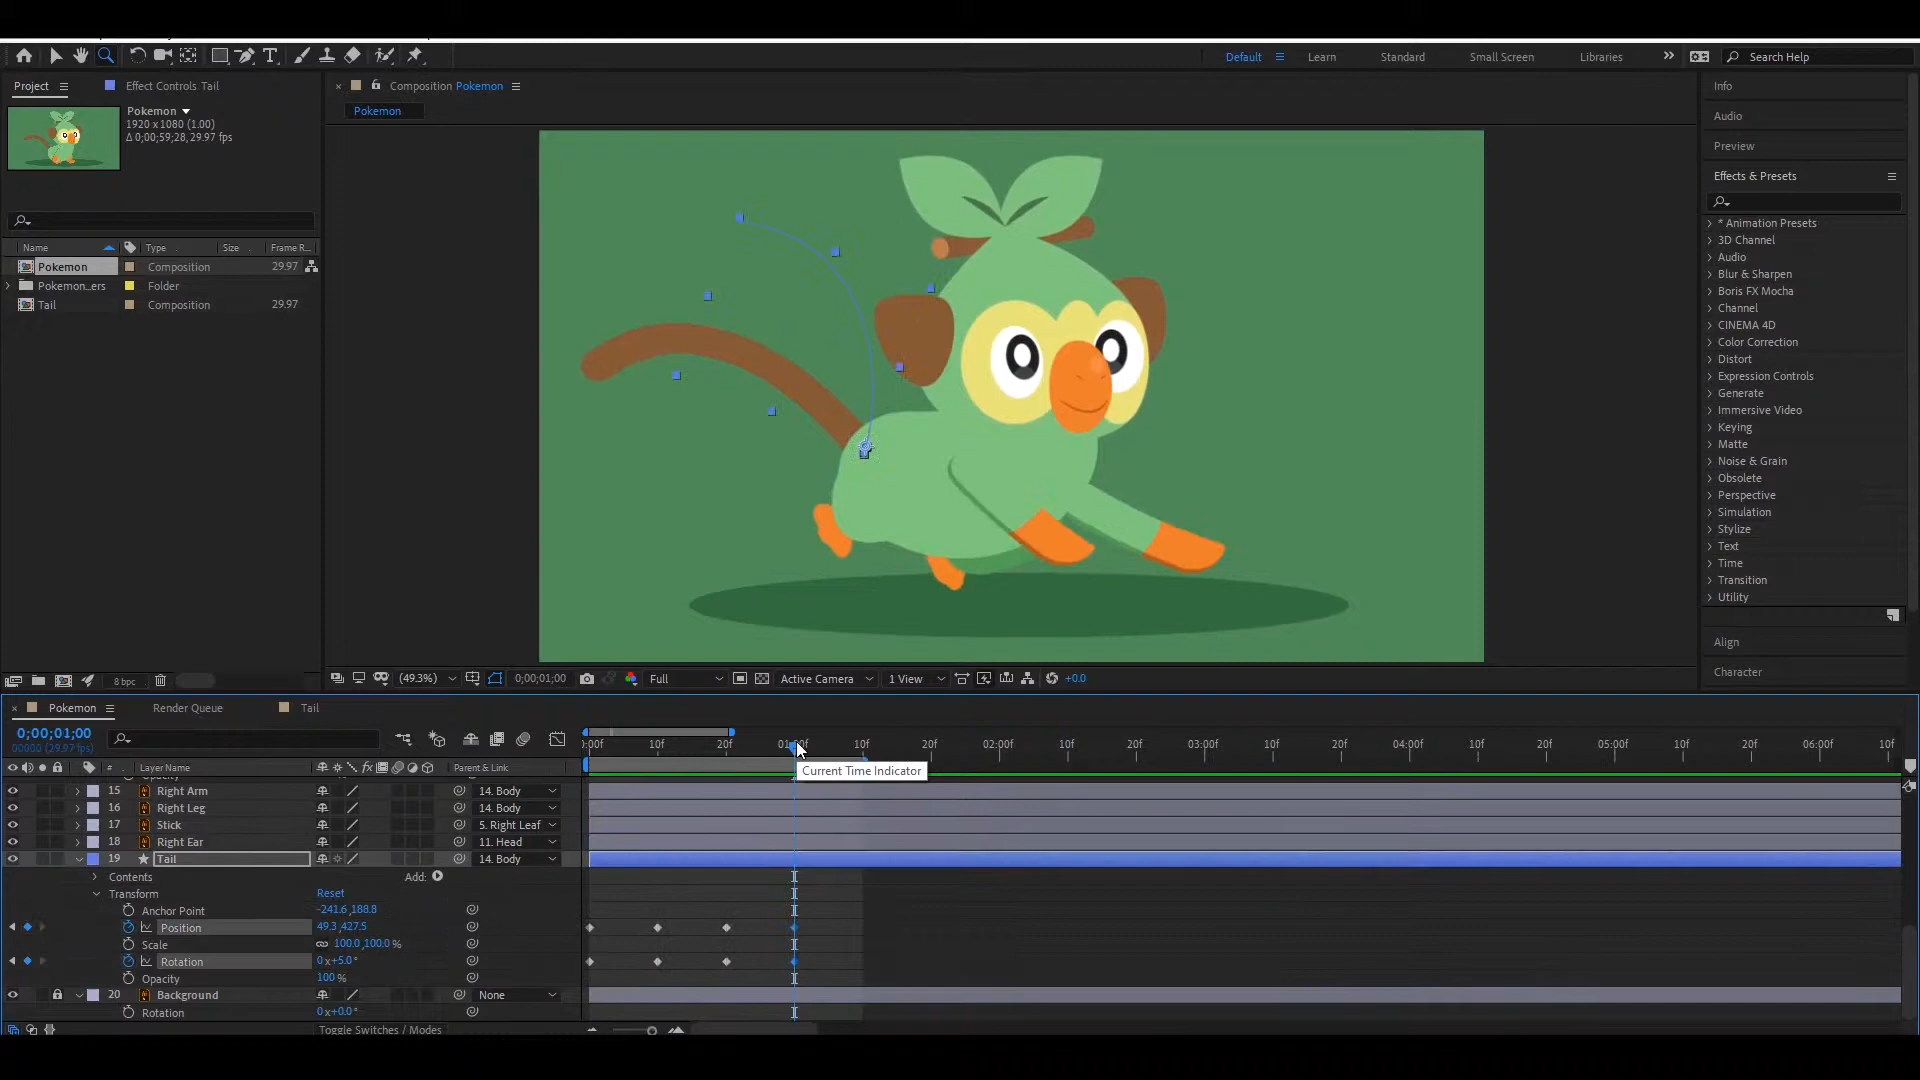 Default
Learn
Standard
Small Screen
Libraries
Search Help
Project
Effect Controls Tail
Composition Pokemon
Info
Pokemon
1920 x 1080 (1.00)
Δ 0;00;59;28, 29.97 fps
Pokemon
Audio
Preview
Effects & Presets
* Animation Presets
3D Channel
Audio
Blur & Sharpen
Boris FX Mocha
Channel
CINEMA 4D
Color Correction
Distort
Expression Controls
Generate
Immersive Video
Keying
Matte
Noise & Grain
Obsolete
Perspective
Simulation
Stylize
Text
Time
Transition
Utility
Align
Character
Name Type Size Frame R...
Pokemon Composition 29.97
Pokemon_ers Folder
Tail Composition 29.97
8 bpc
(49.3%) 0;00;01;00 Full Active Camera 1 View +0.0
Pokemon Render Queue Tail
0;00;01;00
00000 (29.97 fps)
):00f 10f 20f 01:00f 10f 20f 02:00f 10f 20f 03:00f 10f 20f 04:00f 10f 20f 05:00f 10f 20f 06:00f 10f
# Layer Name fx Parent & Link
Current Time Indicator
Opacity
15 Right Arm 14. Body
16 Right Leg 14. Body
17 Stick 5. Right Leaf
18 Right Ear 11. Head
19 Tail 14. Body
Contents Add:
Transform Reset
Anchor Point -241.6,188.8
Position 49.3,427.5
Scale 100.0,100.0%
Rotation 0x+5.0°
Opacity 100%
20 Background None
Rotation 0x+0.0°
Toggle Switches / Modes